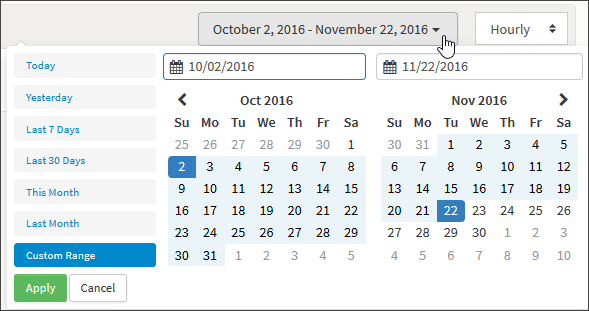 October 2, 2016 - November 22, 2016 Hourly
Today
Yesterday
Last 7 Days
Last 30 Days
This Month
Last Month
Custom Range
Apply Cancel
10/02/2016
Oct 2016
Su Mo Tu We Th Fr Sa
25 26 27 28 29 30 1
2 3 4 5 6 7 8
9 10 11 12 13 14 15
16 17 18 19 20 21 22
23 24 25 26 27 28 29
30 31 1 2 3 4 5
11/22/2016
Nov 2016
Su Mo Tu We Th Fr Sa
30 31 1 2 3 4 5
6 7 8 9 10 11 12
13 14 15 16 17 18 19
20 21 22 23 24 25 26
27 28 29 30 1 2 3
4 5 6 7 8 9 10